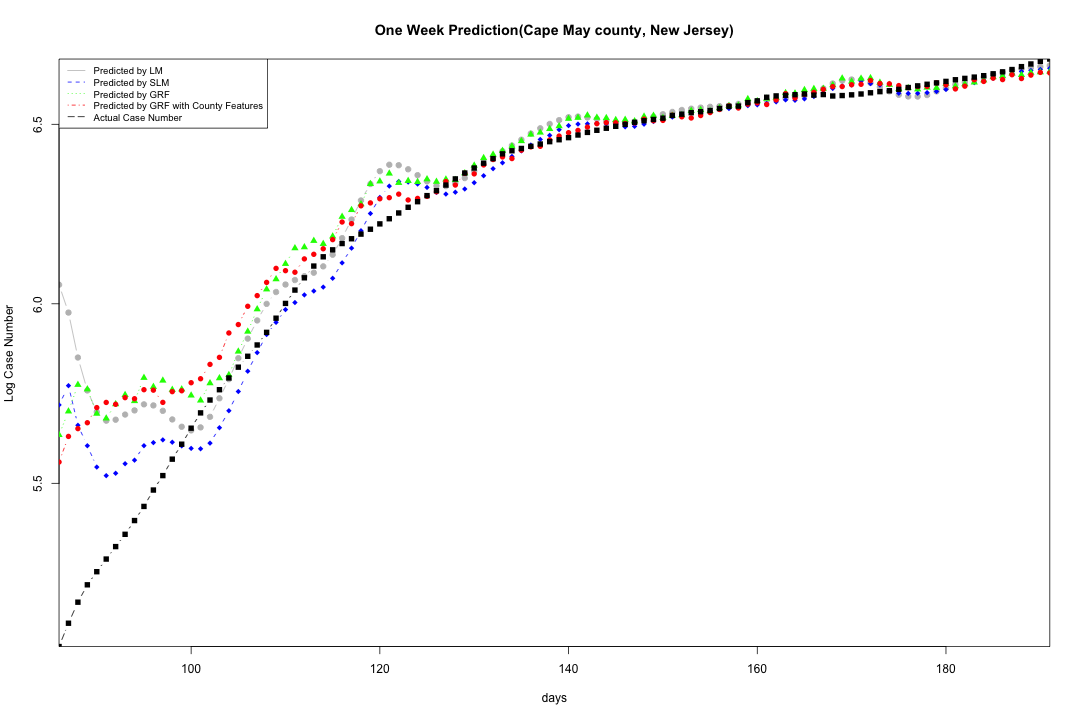 One Week Prediction(Cape May county, New Jersey)
Predicted by LM
Predicted by SLM
Predicted by GRF
Predicted by GRF with County Features
Actual Case Number
Log Case Number
6.5
6.0
5.5
100 120 140 160 180
days